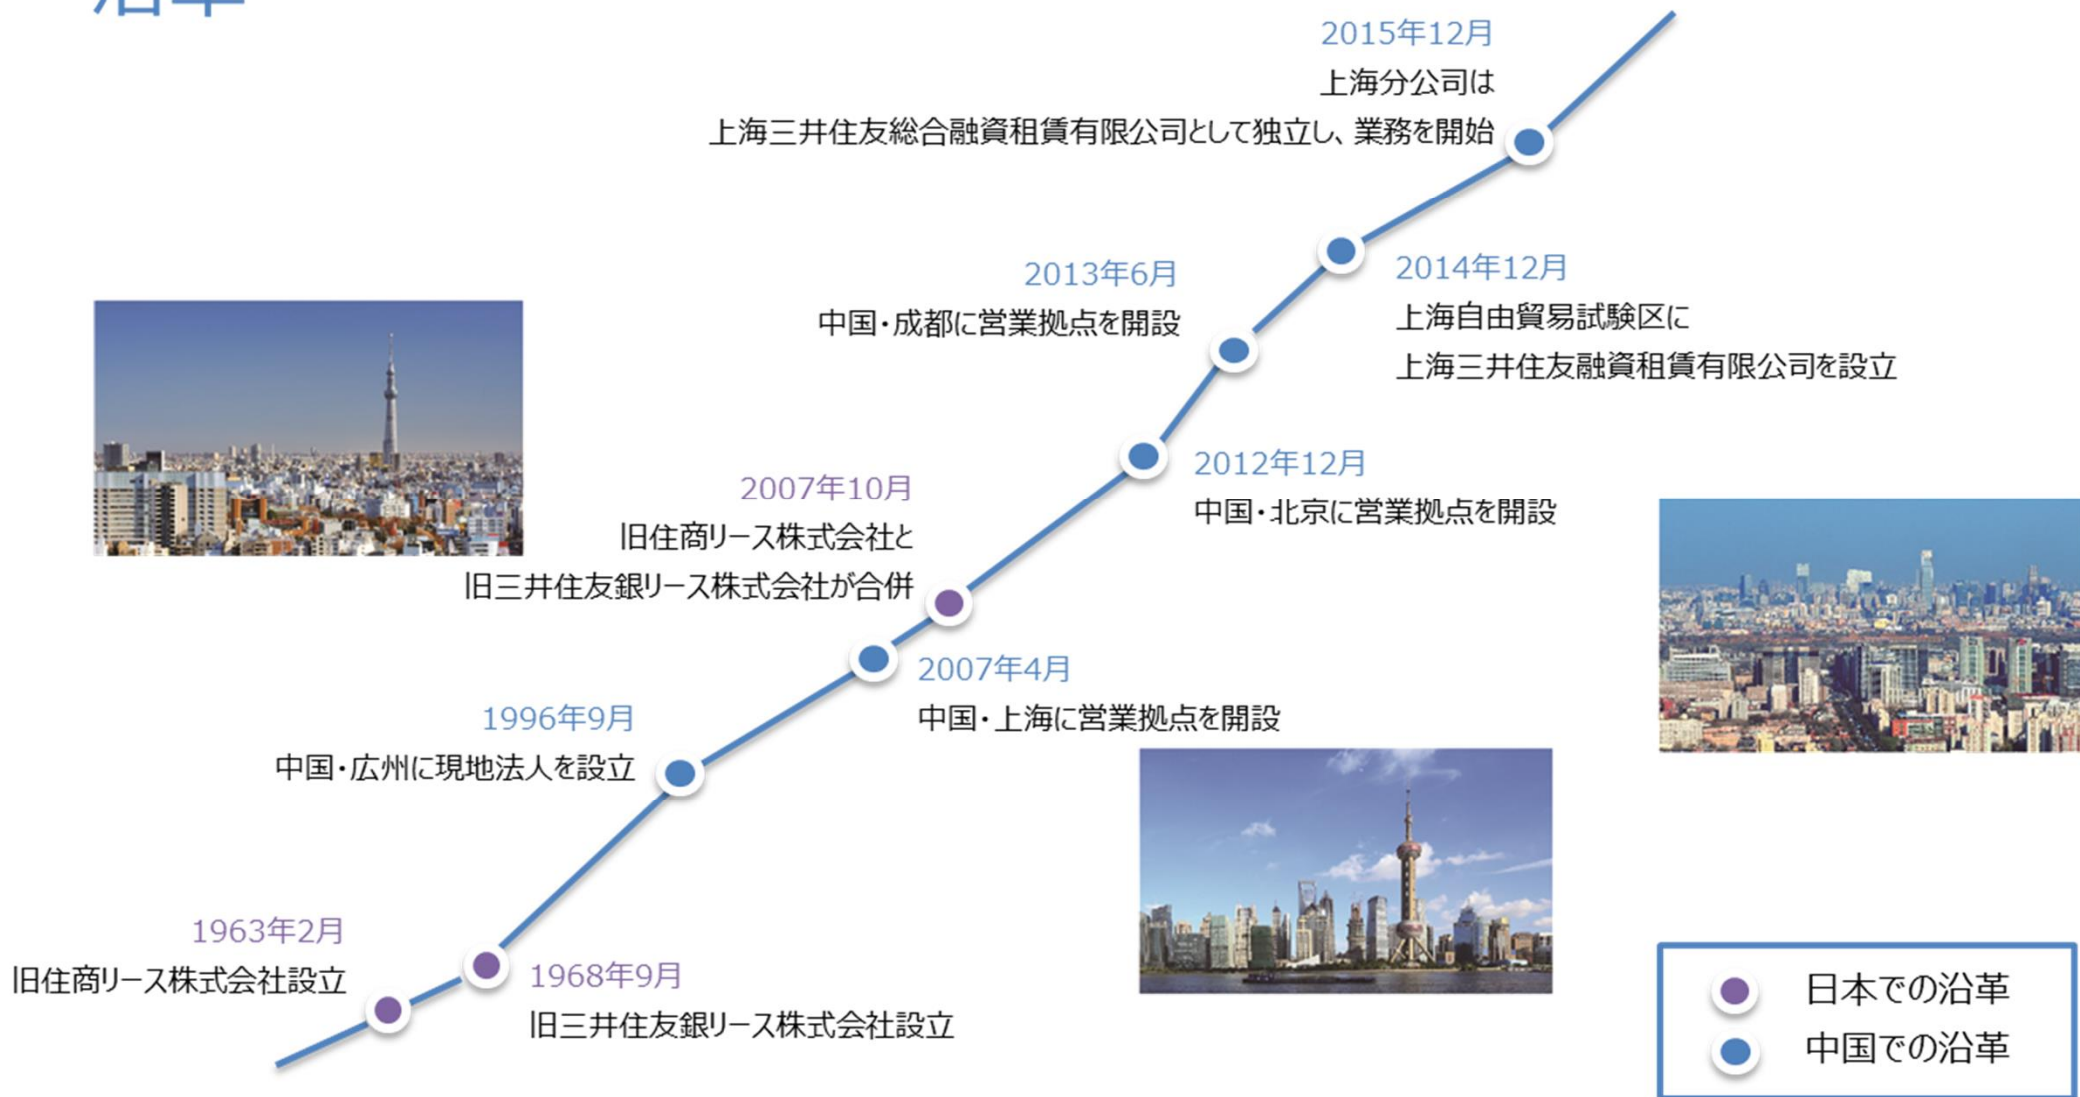 沿革
2015年12月
上海分公司は
上海三井住友総合融資租賃有限公司として独立し、業務を開始
2014年12月
上海自由貿易試験区に
上海三井住友融資租賃有限公司を設立
2013年6月
中国・成都に営業拠点を開設
2012年12月
中国・北京に営業拠点を開設
2007年10月
旧住商リース株式会社と
旧三井住友銀リース株式会社が合併
2007年4月
中国・上海に営業拠点を開設
1996年9月
中国・広州に現地法人を設立
1963年2月
旧住商リース株式会社設立
1968年9月
旧三井住友銀リース株式会社設立
日本での沿革
中国での沿革